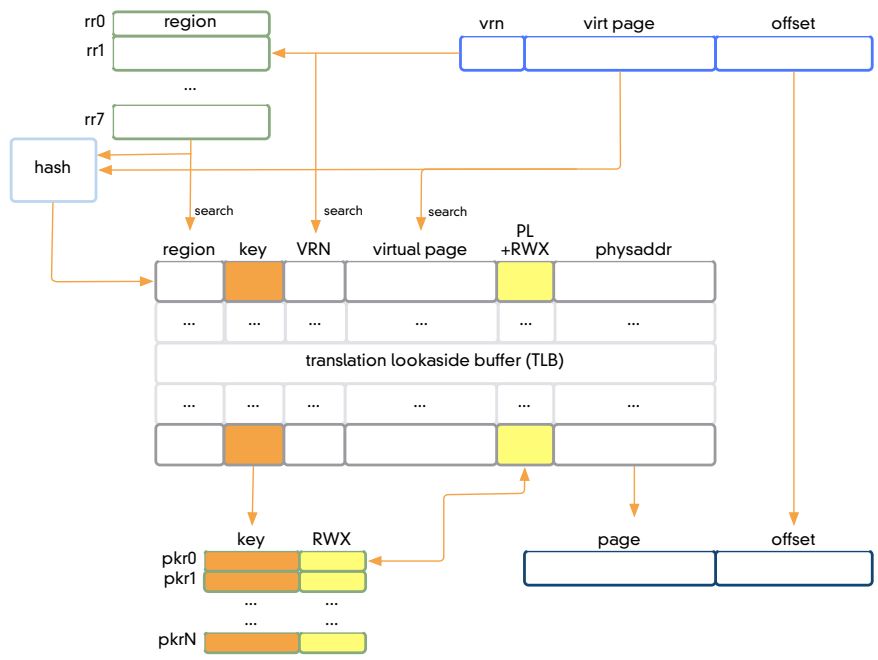 vrn virt page offset
rr0 region
rr1
...
rr7
hash
search search search
region key VRN virtual page PL
+RWX physaddr
... ... ... ... ... ...
translation lookaside buffer (TLB)
... ... ... ... ... ...
key RWX
page offset
pkr0
pkr1
... ...
... ...
pkrN